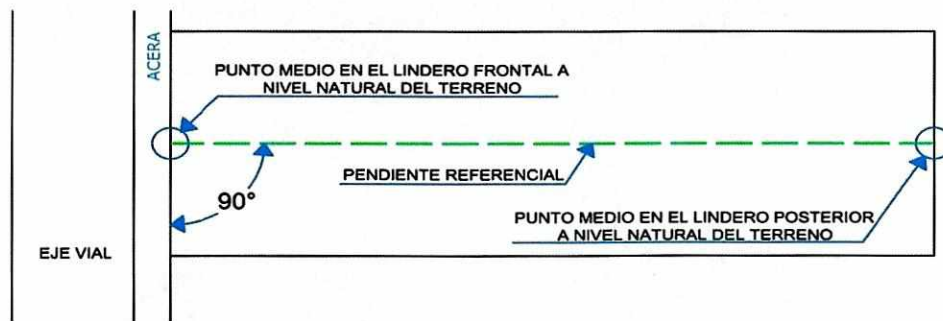 ACERA
PUNTO MEDIO EN EL LINDERO FRONTAL A
NIVEL NATURAL DEL TERRENO
PENDIENTE REFERENCIAL
90°
PUNTO MEDIO EN EL LINDERO POSTERIOR
A NIVEL NATURAL DEL TERRENO
EJE VIAL